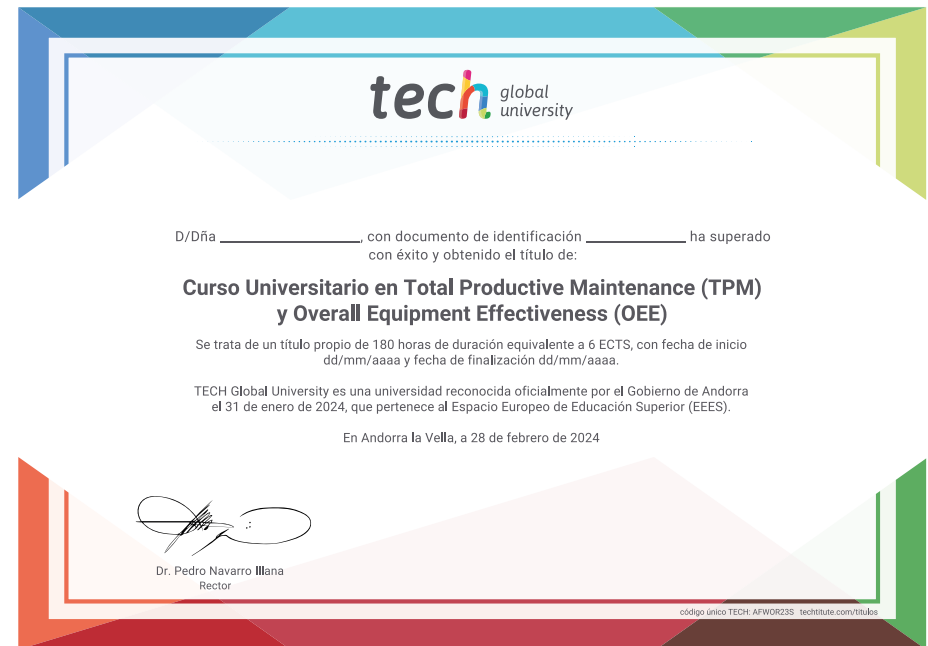 tech global university
D/Dña ____________________, con documento de identificación ______________ ha superado
con éxito y obtenido el título de:
Curso Universitario en Total Productive Maintenance (TPM)
y Overall Equipment Effectiveness (OEE)
Se trata de un título propio de 180 horas de duración equivalente a 6 ECTS, con fecha de inicio
dd/mm/aaaa y fecha de finalización dd/mm/aaaa.
TECH Global University es una universidad reconocida oficialmente por el Gobierno de Andorra
el 31 de enero de 2024, que pertenece al Espacio Europeo de Educación Superior (EEES).
En Andorra la Vella, a 28 de febrero de 2024
Dr. Pedro Navarro Illana
Rector
código único TECH: AFWOR23S techtitute.com/titulos